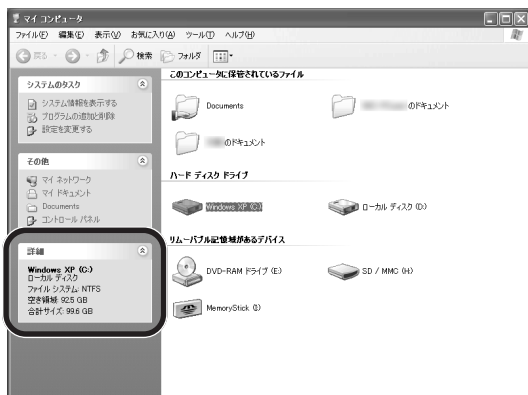 マイ コンピュータ
ファイル(F) 編集(E) 表示(V) お気に入り(A) ツール(T) ヘルプ(H)
戻る 検索 フォルダ
システムのタスク
システム情報を表示する
プログラムの追加と削除
設定を変更する
その他
マイ ネットワーク
マイ ドキュメント
Documents
コントロール パネル
詳細
Windows XP (C:)
ローカル ディスク
ファイル システム: NTFS
空き領域: 92.5 GB
合計サイズ: 99.6 GB
このコンピュータに保管されているファイル
Documents
のドキュメント
のドキュメント
ハード ディスク ドライブ
Windows XP (C:)
ローカル ディスク (D:)
リムーバブル記憶域があるデバイス
DVD-RAM ドライブ (E:)
SD / MMC (H:)
MemoryStick (I:)